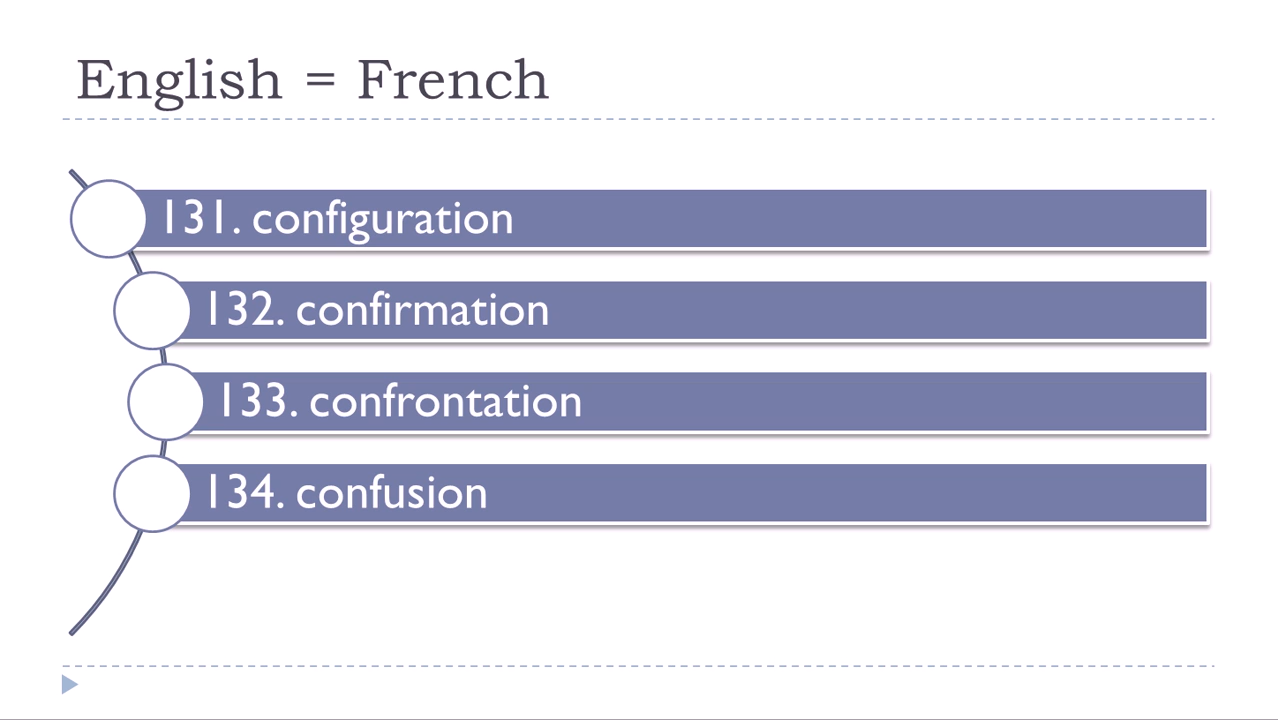 English = French
131. configuration
132. confirmation
133. confrontation
134. confusion